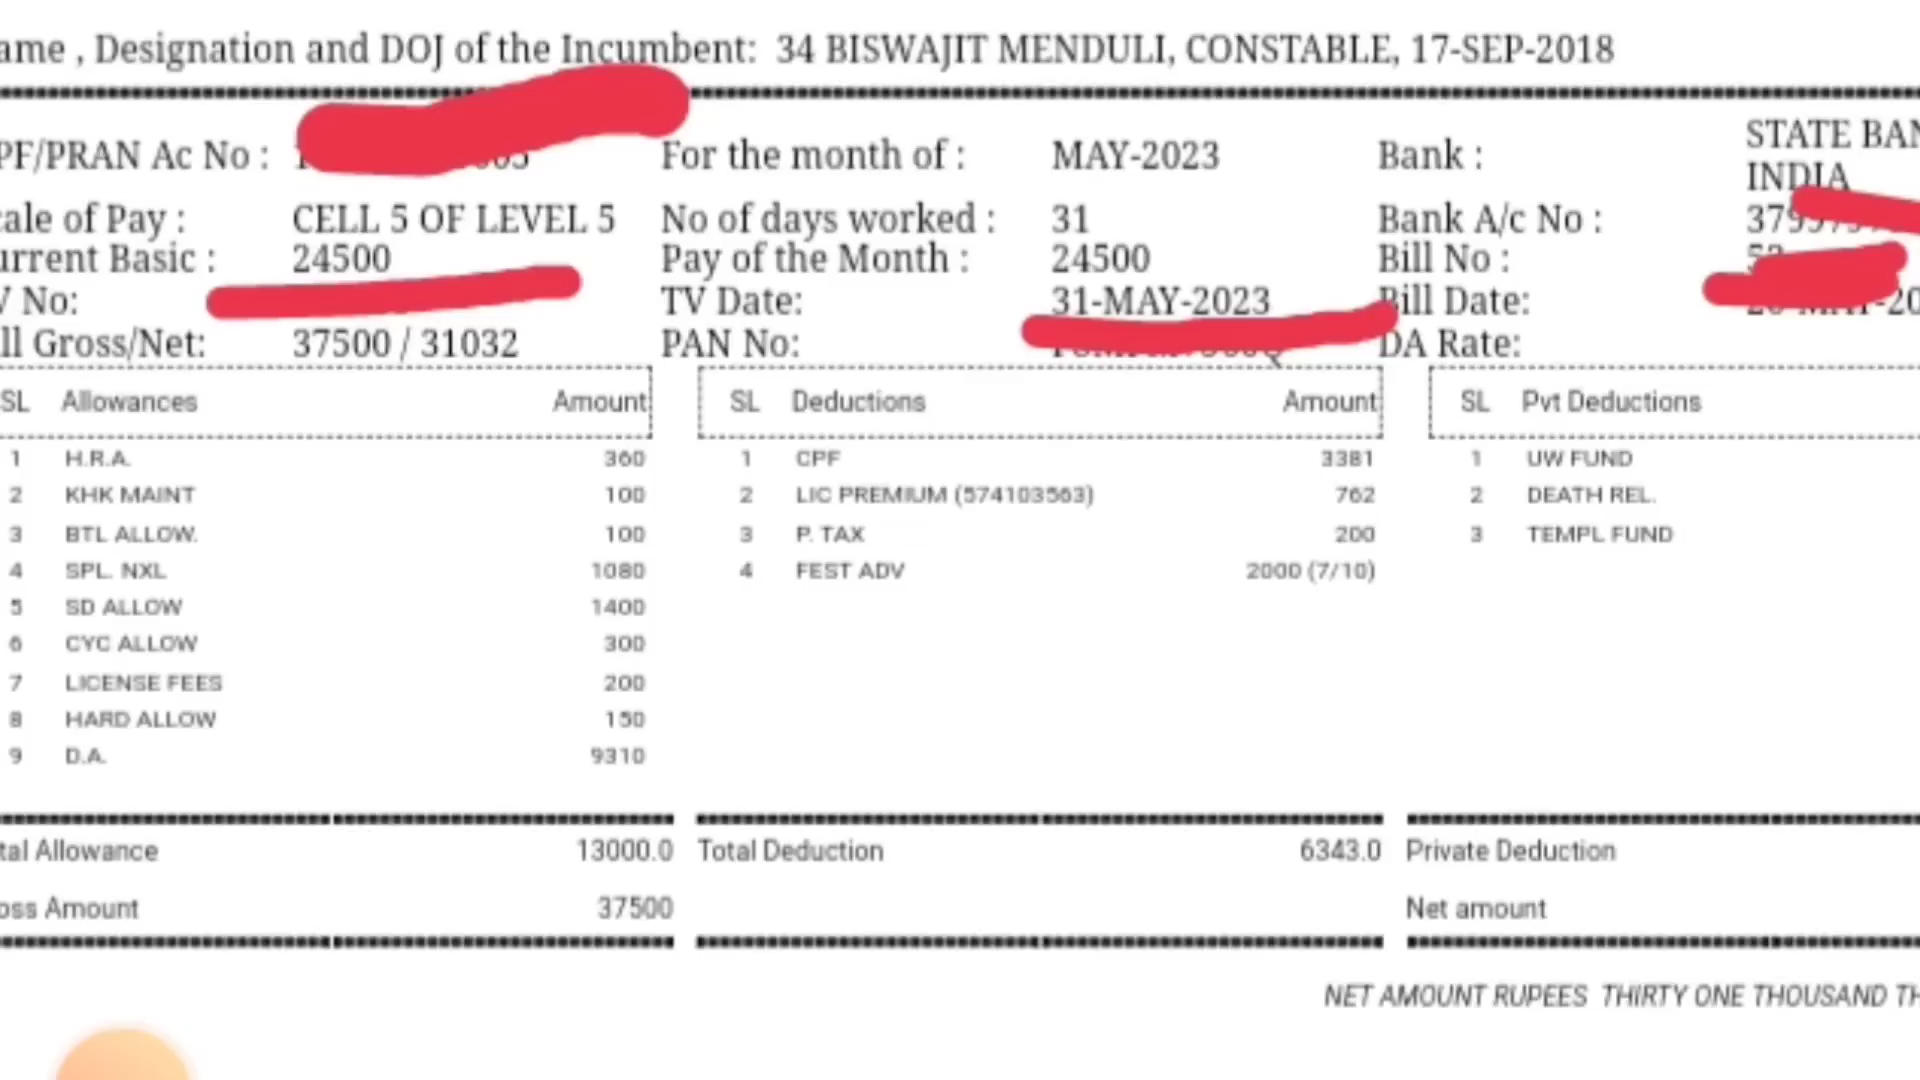 ame , Designation and DOJ of the Incumbent: 34 BISWAJIT MENDULI, CONSTABLE, 17-SEP-2018
PF/PRAN Ac No : For the month of : MAY-2023 Bank : STATE BAN
INDIA
cale of Pay : CELL 5 OF LEVEL 5 No of days worked : 31 Bank A/c No :
urrent Basic : 24500 Pay of the Month : 24500 Bill No :
V No: TV Date: 31-MAY-2023 Bill Date:
ll Gross/Net: 37500 / 31032 PAN No: DA Rate:
SL Allowances Amount SL Deductions Amount SL Pvt Deductions
1 H.R.A. 360 1 CPF 3381 1 UW FUND
2 KHK MAINT 100 2 LIC PREMIUM (574103563) 762 2 DEATH REL.
3 BTL ALLOW. 100 3 P. TAX 200 3 TEMPL FUND
4 SPL. NXL 1080 4 FEST ADV 2000 (7/10)
5 SD ALLOW 1400
6 CYC ALLOW 300
7 LICENSE FEES 200
8 HARD ALLOW 150
9 D.A. 9310
tal Allowance 13000.0 Total Deduction 6343.0 Private Deduction
oss Amount 37500 Net amount
NET AMOUNT RUPEES THIRTY ONE THOUSAND TH